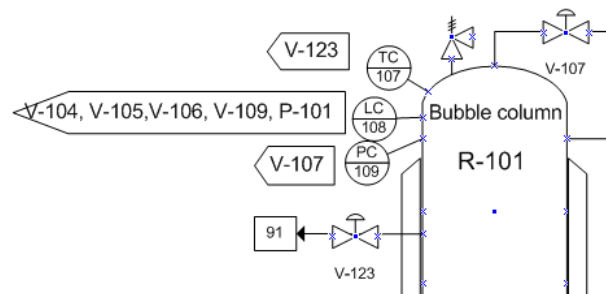 V-123
TC
107
V-107
V-104, V-105,V-106, V-109, P-101
LC
108
Bubble column
PC
109
V-107
R-101
91
V-123